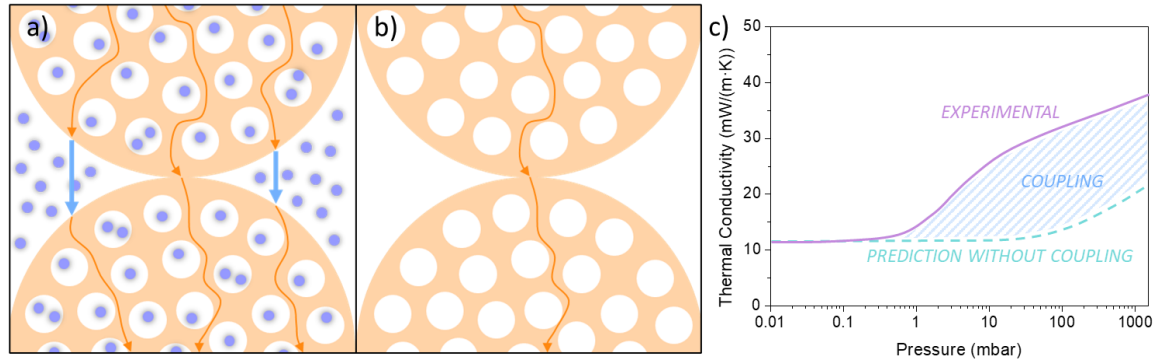 a)
b)
c)
Thermal Conductivity (mW/(m·K))
50
40
30
20
10
0
EXPERIMENTAL
COUPLING
PREDICTION WITHOUT COUPLING
0.01
0.1
1
10
100
1000
Pressure (mbar)